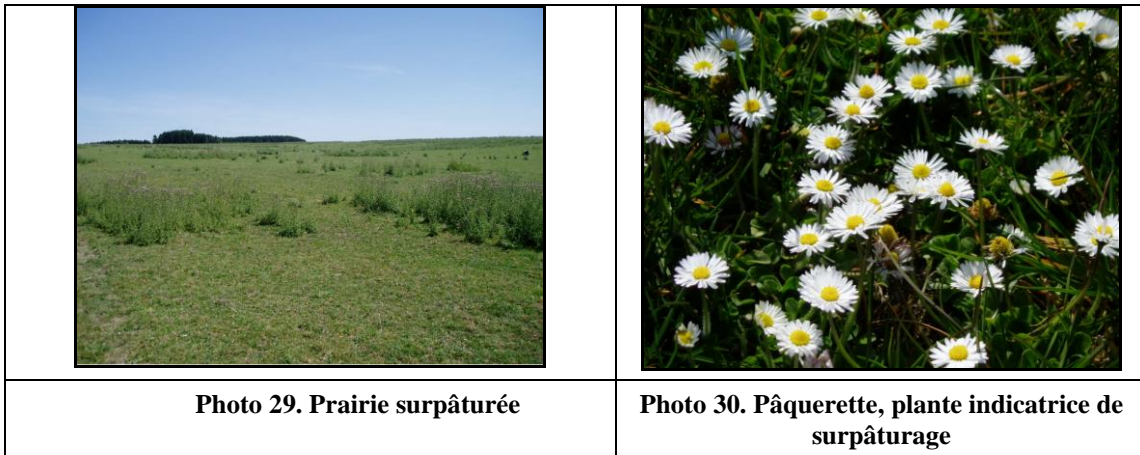 Photo 29. Prairie surpâturée
Photo 30. Pâquerette, plante indicatrice de
surpâturage